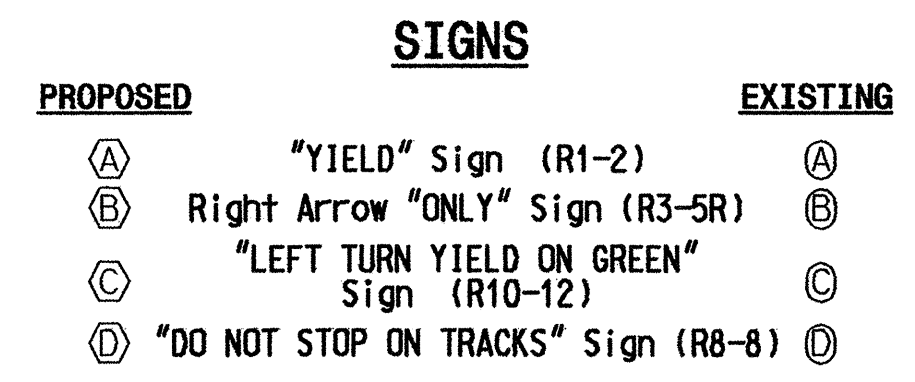 SIGNS
PROPOSED EXISTING
A "YIELD" Sign (R1-2) A
B Right Arrow "ONLY" Sign (R3-5R) B
"LEFT TURN YIELD ON GREEN"
C Sign (R10-12) C
D "DO NOT STOP ON TRACKS" Sign (R8-8) D